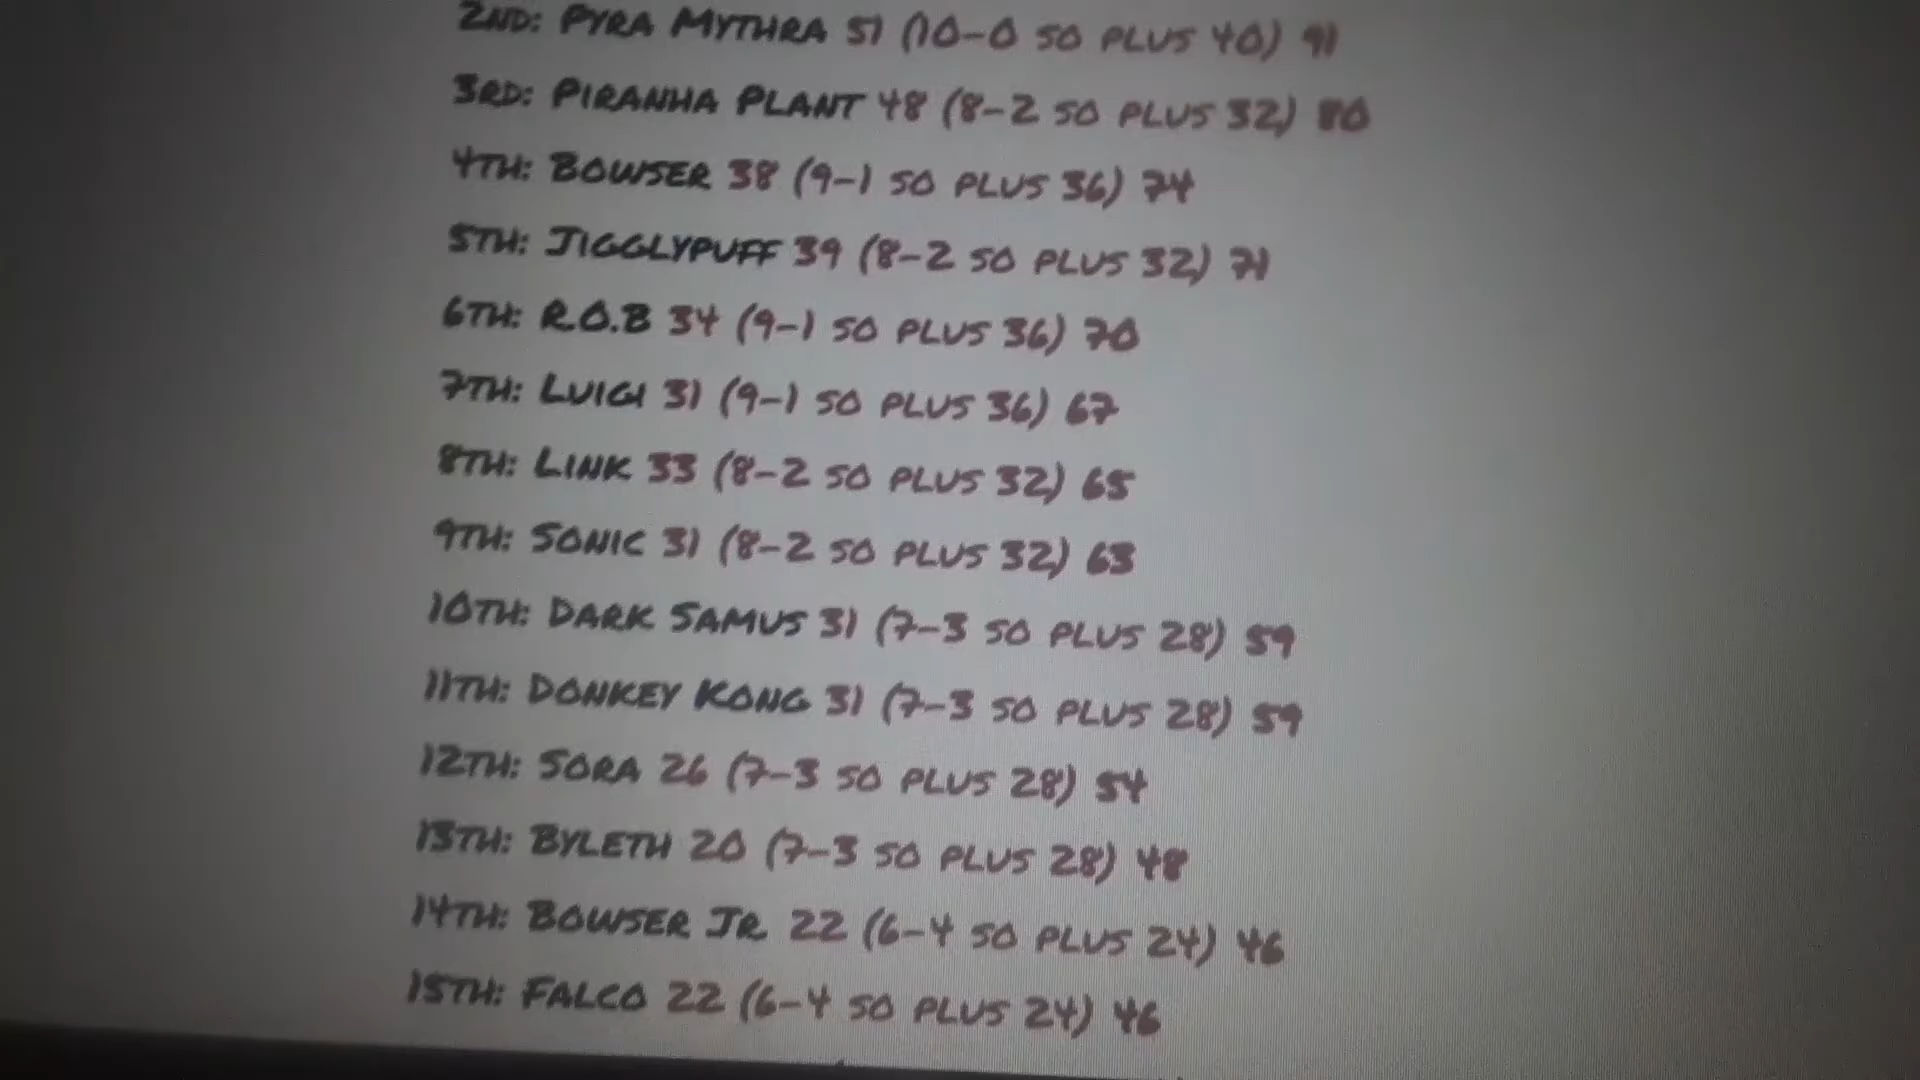 2ND: PYRA MYTHRA 51 (10-0 SO PLUS 40) 91
3RD: PIRANHA PLANT 48 (8-2 SO PLUS 32) 80
4TH: BOWSER 38 (9-1 SO PLUS 36) 74
5TH: JIGGLYPUFF 39 (8-2 SO PLUS 32) 71
6TH: R.O.B 34 (9-1 SO PLUS 36) 70
7TH: LUIGI 31 (9-1 SO PLUS 36) 67
8TH: LINK 33 (8-2 SO PLUS 32) 65
9TH: SONIC 31 (8-2 SO PLUS 32) 63
10TH: DARK SAMUS 31 (7-3 SO PLUS 28) 59
11TH: DONKEY KONG 31 (7-3 SO PLUS 28) 59
12TH: SORA 26 (7-3 SO PLUS 28) 54
13TH: BYLETH 20 (7-3 SO PLUS 28) 48
14TH: BOWSER JR. 22 (6-4 SO PLUS 24) 46
15TH: FALCO 22 (6-4 SO PLUS 24) 46